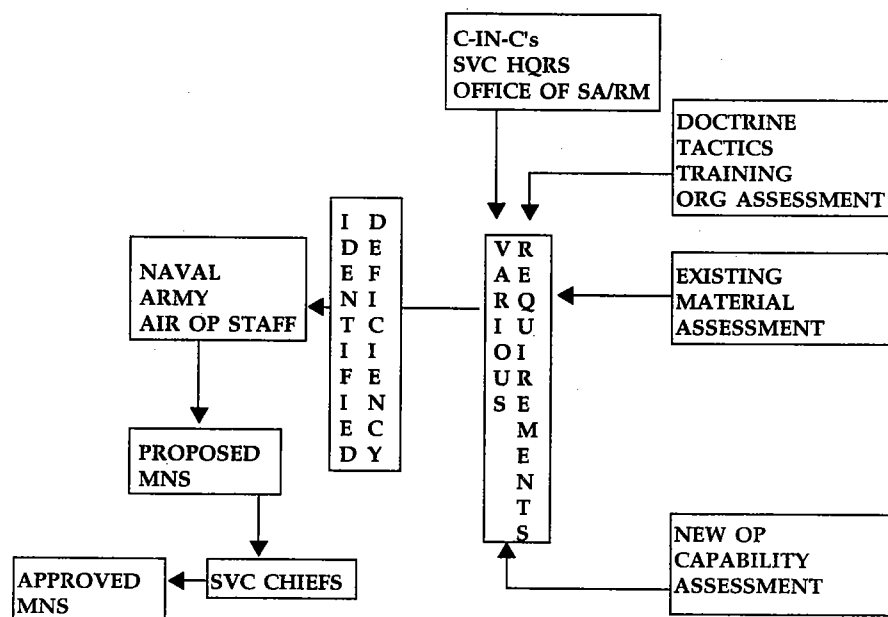 C-IN-C's
SVC HQRS
OFFICE OF SA/RM
DOCTRINE
TACTICS
TRAINING
ORG ASSESSMENT
VARIOUS
REQUIREMENTS
EXISTING
MATERIAL
ASSESSMENT
NEW OP
CAPABILITY
ASSESSMENT
IDENTIFIED
DEFICIENCY
NAVAL
ARMY
AIR OP STAFF
PROPOSED
MNS
SVC CHIEFS
APPROVED
MNS